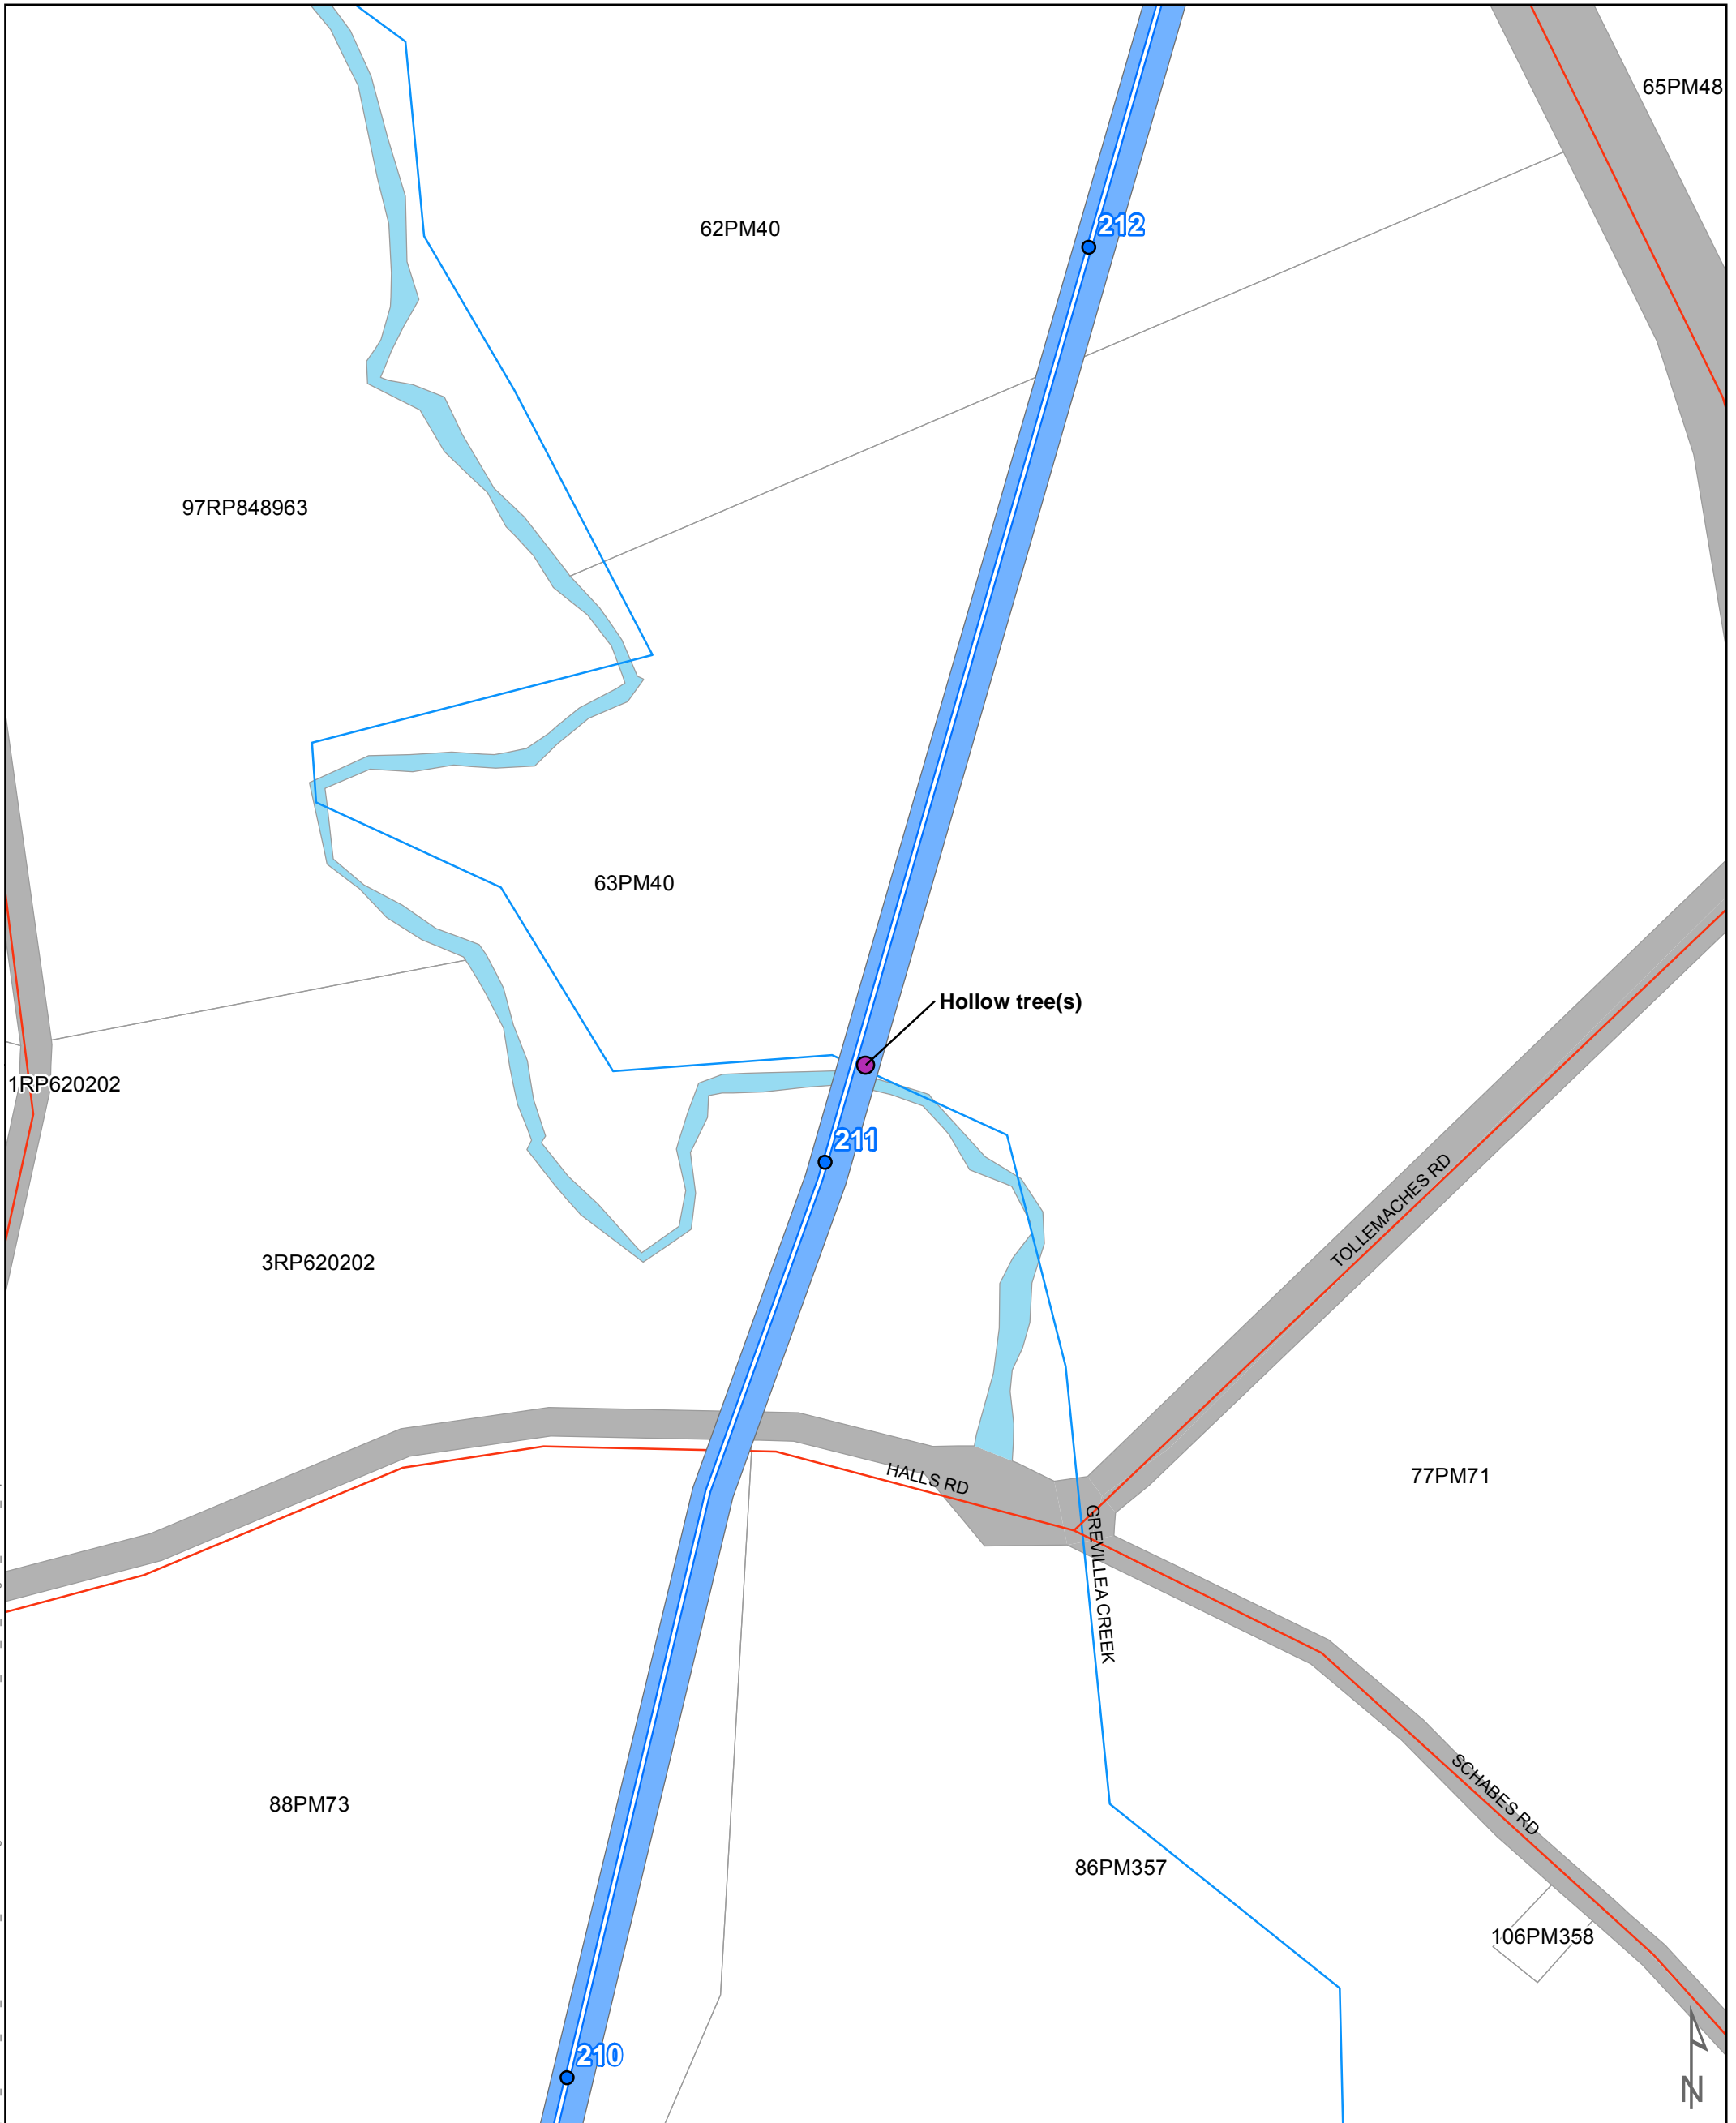 65PM48
62PM40
212
97RP848963
63PM40
Hollow tree(s)
1RP620202
211
TOLLEMACHES RD
3RP620202
HALLS RD
77PM71
GREVILLEA CREEK
SCHABES RD
88PM73
86PM357
106PM358
210
N